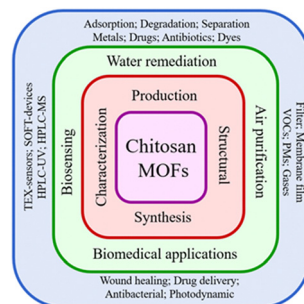 Adsorption; Degradation; Separation
Metals; Drugs; Antibiotics; Dyes
Water remediation
Production
TEX-sensors; SOFT-devices
HPLC-UV; HPLC-MS
Biosensing
Characterization
Chitosan
MOFs
Structural
Air purification
Filter; Membrane film
VOCs; PMs; Gases
Synthesis
Biomedical applications
Wound healing; Drug delivery;
Antibacterial; Photodynamic